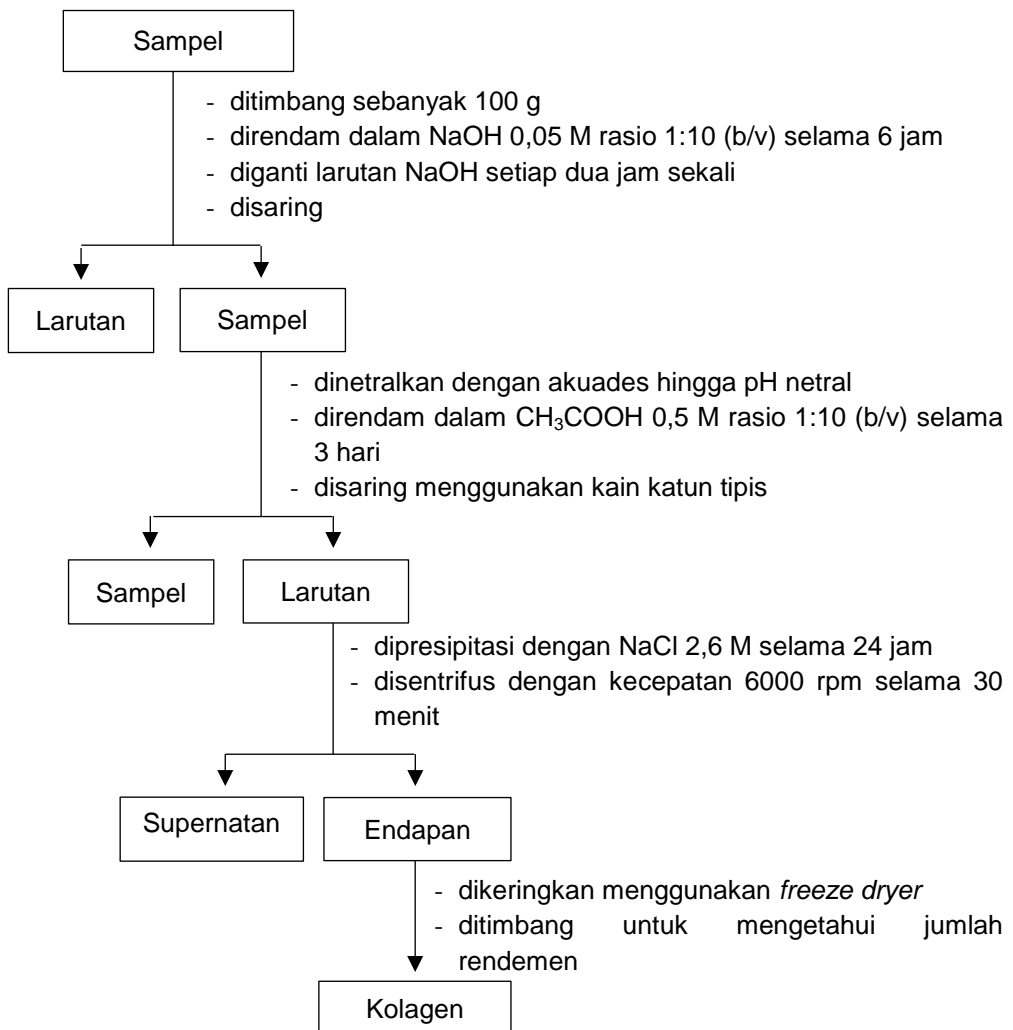 Sampel
- ditimbang sebanyak 100 g
- direndam dalam NaOH 0,05 M rasio 1:10 (b/v) selama 6 jam
- diganti larutan NaOH setiap dua jam sekali
- disaring
Larutan
Sampel
- dinetralkan dengan akuades hingga pH netral
- direndam dalam CH₃COOH 0,5 M rasio 1:10 (b/v) selama
3 hari
- disaring menggunakan kain katun tipis
Sampel
Larutan
- dipresipitasi dengan NaCl 2,6 M selama 24 jam
- disentrifus dengan kecepatan 6000 rpm selama 30
menit
Supernatan
Endapan
- dikeringkan menggunakan freeze dryer
- ditimbang untuk mengetahui jumlah
rendemen
Kolagen